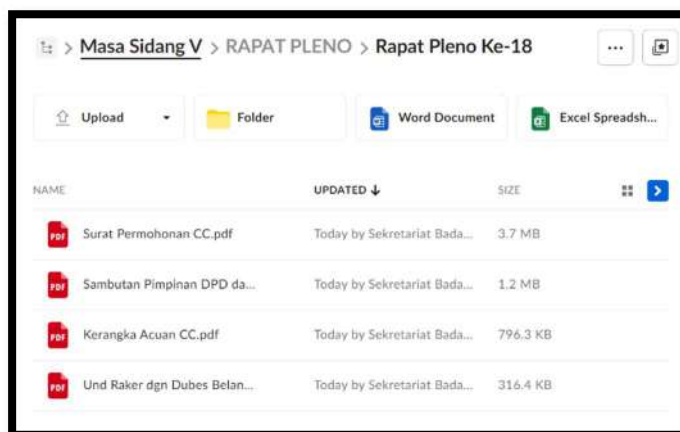 > Masa Sidang V > RAPAT PLENO > Rapat Pleno Ke-18 ...
Upload Folder Word Document Excel Spreadsh...
NAME UPDATED ↓ SIZE
PDF Surat Permohonan CC.pdf Today by Sekretariat Bada... 3.7 MB
PDF Sambutan Pimpinan DPD da... Today by Sekretariat Bada... 1.2 MB
PDF Kerangka Acuan CC.pdf Today by Sekretariat Bada... 796.3 KB
PDF Und Raker dgn Dubes Belan... Today by Sekretariat Bada... 316.4 KB